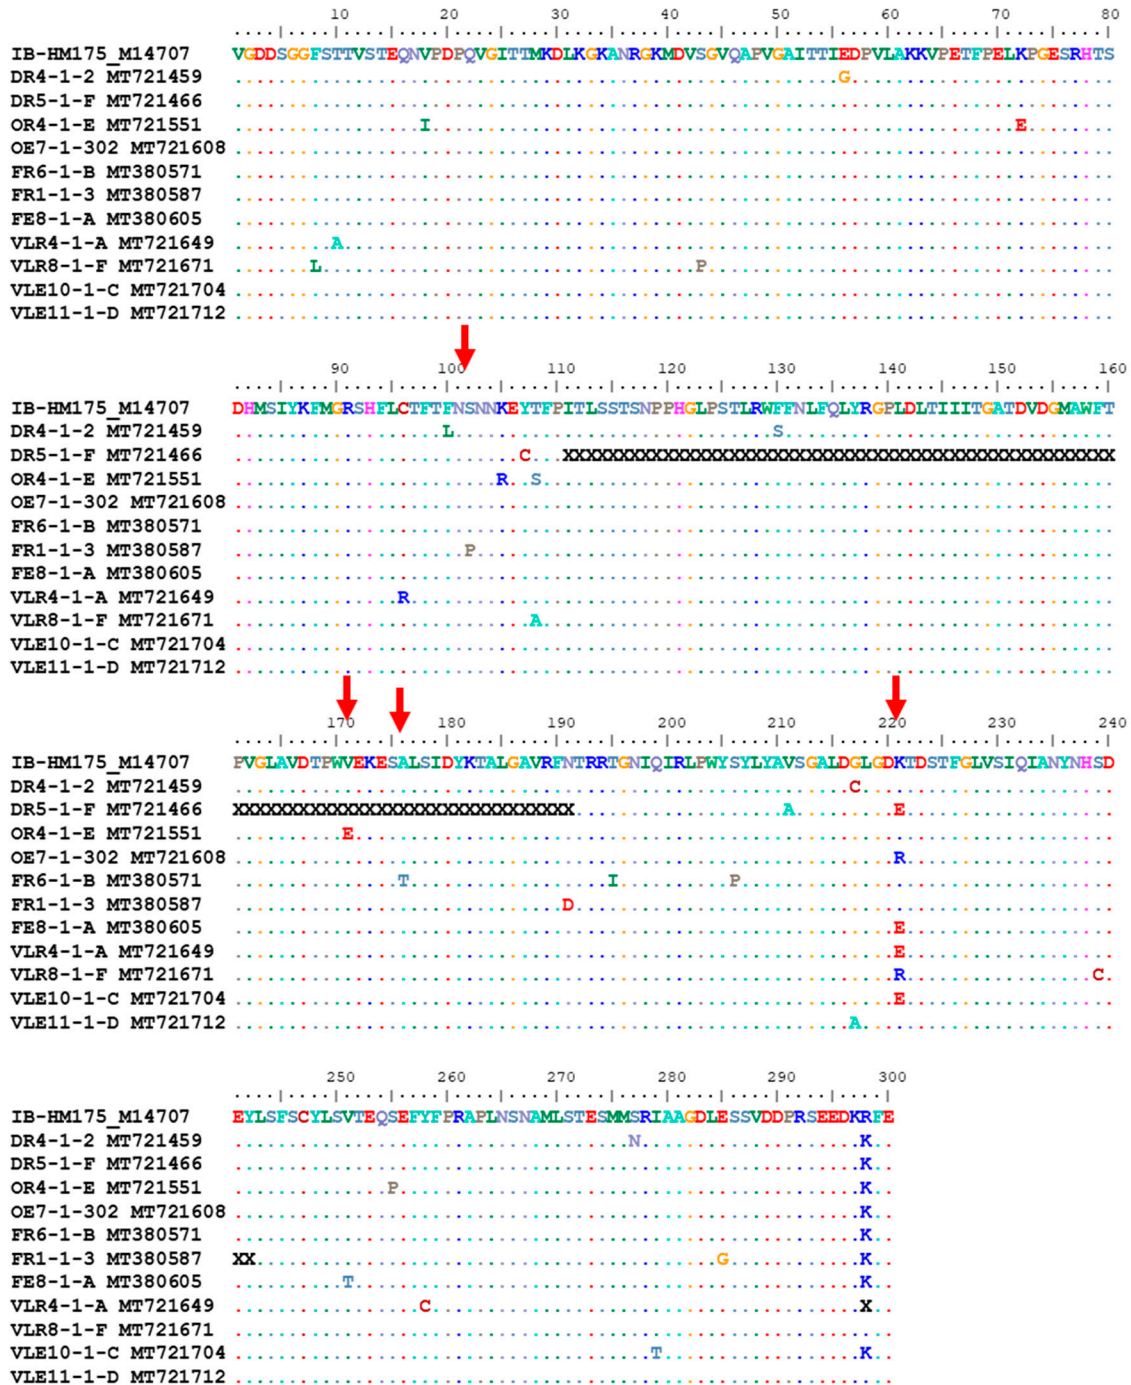 10 20 30 40 50 60 70 80
IB-HM175_M14707 VGDDSGGFSTTVSTEQNVPDPQVGITTMKDLKGKANRGKMDVSGVQAPVGAITTIEDPVLAKKVPETFPELKPGESRHTS
DR4-1-2 MT721459 .......................................................G........................
DR5-1-F MT721466 ................................................................................
OR4-1-E MT721551 .................I.....................................................E........
OE7-1-302 MT721608 ................................................................................
FR6-1-B MT380571 ................................................................................
FR1-1-3 MT380587 ................................................................................
FE8-1-A MT380605 ................................................................................
VLR4-1-A MT721649 .........A......................................................................
VLR8-1-F MT721671 .......L..................................P.....................................
VLE10-1-C MT721704 ................................................................................
VLE11-1-D MT721712 ................................................................................
90 100 110 120 130 140 150 160
IB-HM175_M14707 DHMSIYKFMGRSHFLCTFTFNSNNKEYTFPITLSSTSNPPHGLPSTLRWFFNLFQLYRGPLDLTIIITGATDVDGMAWFT
DR4-1-2 MT721459 ...................L.............................S..............................
DR5-1-F MT721466 ..........................C...XXXXXXXXXXXXXXXXXXXXXXXXXXXXXXXXXXXXXXXXXXXXXXXXXX
OR4-1-E MT721551 ........................R..S....................................................
OE7-1-302 MT721608 ................................................................................
FR6-1-B MT380571 ................................................................................
FR1-1-3 MT380587 .....................P..........................................................
FE8-1-A MT380605 ................................................................................
VLR4-1-A MT721649 ...............R................................................................
VLR8-1-F MT721671 ...........................A....................................................
VLE10-1-C MT721704 ................................................................................
VLE11-1-D MT721712 ................................................................................
170 180 190 200 210 220 230 240
IB-HM175_M14707 PVGLAVDTPWVEKESALSIDYKTALGAVRFNTRRTGNIQIRLPWYSYLYAVSGALDGLGDKTDSTFGLVSIQIANYNHSD
DR4-1-2 MT721459 ........................................................C.......................
DR5-1-F MT721466 XXXXXXXXXXXXXXXXXXXXXXXXXXXXXXX...................A.........E...................
OR4-1-E MT721551 ..........E.....................................................................
OE7-1-302 MT721608 ............................................................R...................
FR6-1-B MT380571 ...............T..................I..........P..................................
FR1-1-3 MT380587 ..............................D.................................................
FE8-1-A MT380605 ............................................................E...................
VLR4-1-A MT721649 ............................................................E...................
VLR8-1-F MT721671 ............................................................R.................C.
VLE10-1-C MT721704 ............................................................E...................
VLE11-1-D MT721712 ........................................................A.......................
250 260 270 280 290 300
IB-HM175_M14707 EYLSFSCYLSVTEQSEFYFPRAPLNSNAMLSTESMMSRIAAGDLESSVDDPRSEEDKRFE
DR4-1-2 MT721459 ....................................N....................K..
DR5-1-F MT721466 .........................................................K..
OR4-1-E MT721551 ..............P..........................................K..
OE7-1-302 MT721608 .........................................................K..
FR6-1-B MT380571 .........................................................K..
FR1-1-3 MT380587 XX..........................................G............K..
FE8-1-A MT380605 ..........T..............................................K..
VLR4-1-A MT721649 .................C.......................................X..
VLR8-1-F MT721671 ............................................................
VLE10-1-C MT721704 ......................................T..................K..
VLE11-1-D MT721712 ............................................................